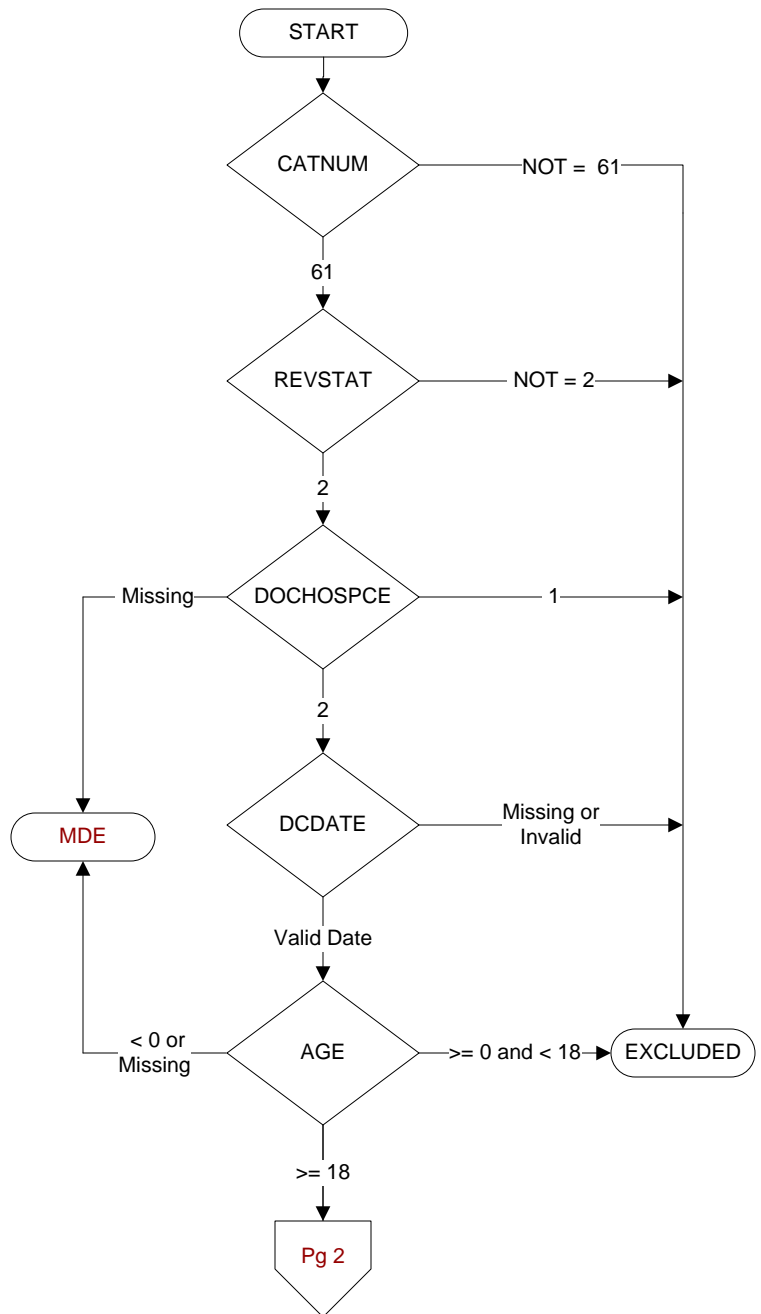 START
CATNUM
NOT = 61
61
REVSTAT
NOT = 2
2
Missing
DOCHOSPCE
1
2
MDE
DCDATE
Missing or
Invalid
Valid Date
< 0 or
Missing
AGE
>= 0 and < 18
EXCLUDED
>= 18
Pg 2